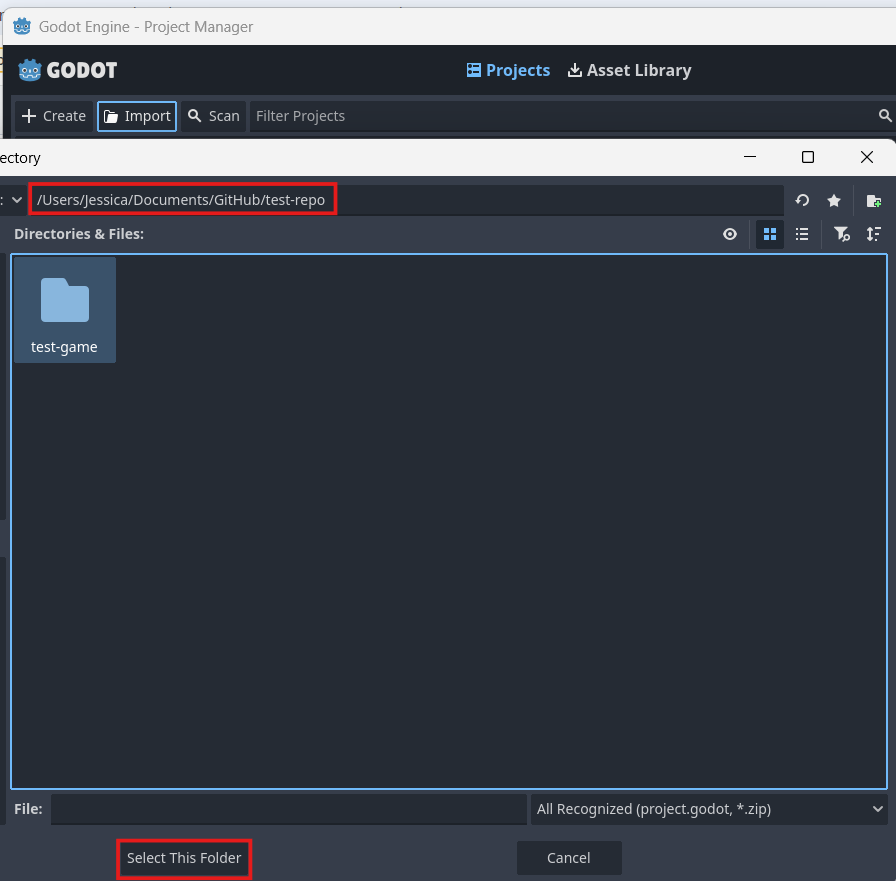 Godot Engine - Project Manager
GODOT
Projects
Asset Library
Create
Import
Scan
Filter Projects
ectory
:
/Users/Jessica/Documents/GitHub/test-repo
Directories & Files:
test-game
File:
All Recognized (project.godot, *.zip)
Select This Folder
Cancel